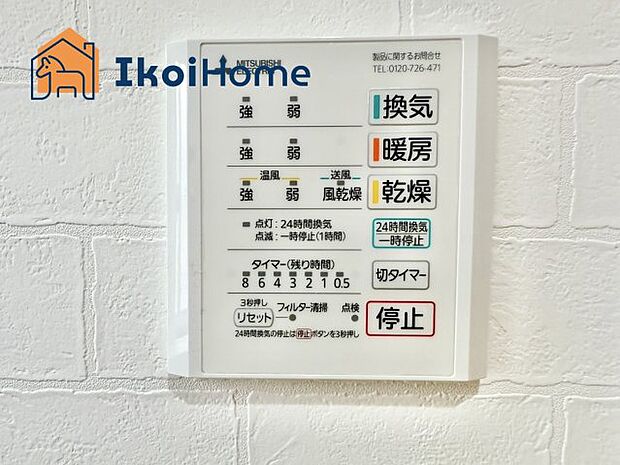 IkoiHome
MITSUBISHI
ELECTRIC
製品に関するお問合せ
TEL:0120-726-471
強 弱 換気
強 弱 暖房
温風 送風
強 弱 風乾燥 乾燥
点灯:24時間換気
点滅:一時停止(1時間)
24時間換気
一時停止
タイマー(残り時間)
8 6 4 3 2 1 0.5
切タイマー
3秒押し
リセット フィルター清掃 点検
停止
24時間換気の停止は停止ボタンを3秒押し